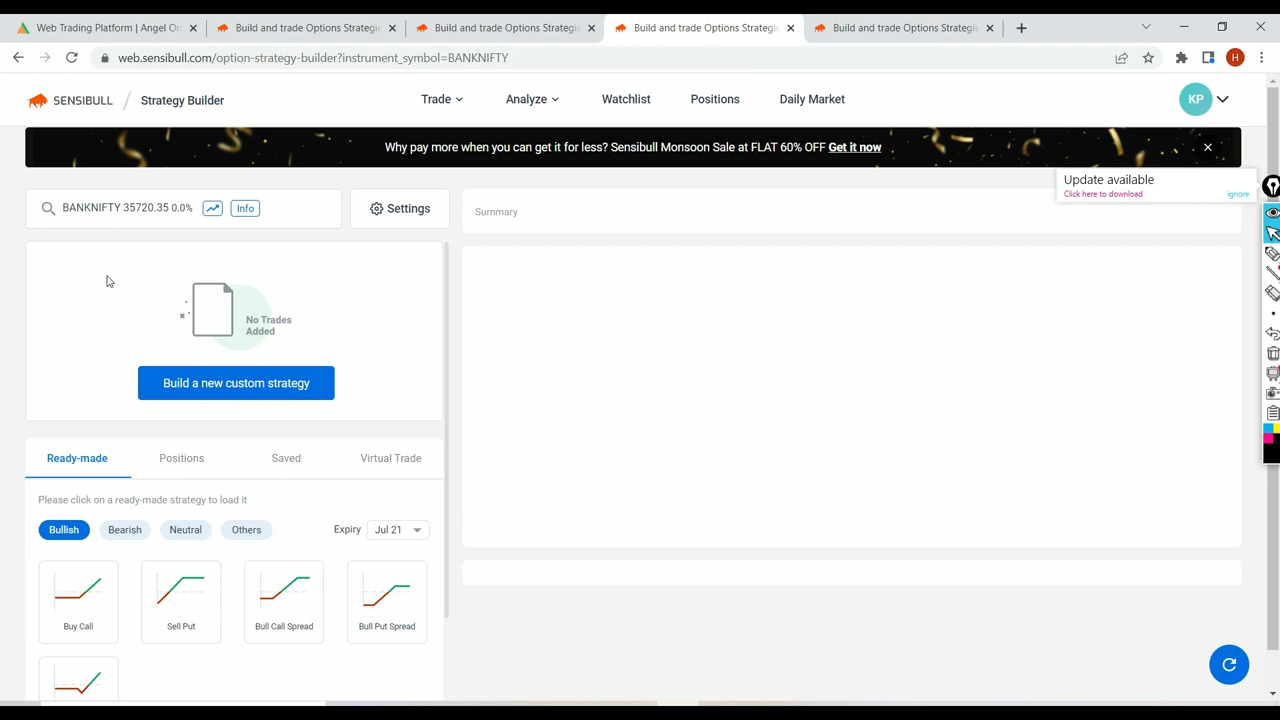 Web Trading Platform | Angel On
Build and trade Options Strategie
Build and trade Options Strategie
Build and trade Options Strategie
Build and trade Options Strategie
web.sensibull.com/option-strategy-builder?instrument_symbol=BANKNIFTY
H
SENSIBULL / Strategy Builder
Trade
Analyze
Watchlist
Positions
Daily Market
KP
Why pay more when you can get it for less? Sensibull Monsoon Sale at FLAT 60% OFF Get it now
Update available
Click here to download
ignore
BANKNIFTY 35720.35 0.0%
Info
Settings
Summary
No Trades
Added
Build a new custom strategy
Ready-made
Positions
Saved
Virtual Trade
Please click on a ready-made strategy to load it
Bullish
Bearish
Neutral
Others
Expiry
Jul 21
Buy Call
Sell Put
Bull Call Spread
Bull Put Spread